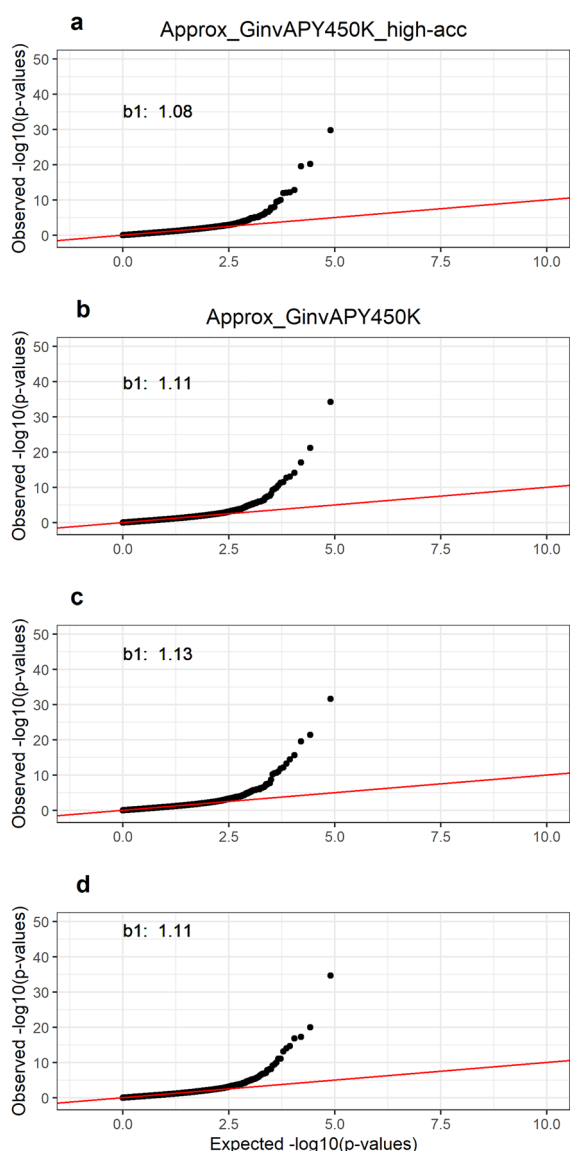 a
Approx_GinvAPY450K_high-acc
Observed -log10(p-values)
50
40
30
20
10
0
b1: 1.08
0.0 2.5 5.0 7.5 10.0
b
Approx_GinvAPY450K
Observed -log10(p-values)
50
40
30
20
10
0
b1: 1.11
0.0 2.5 5.0 7.5 10.0
c
Observed -log10(p-values)
50
40
30
20
10
0
b1: 1.13
0.0 2.5 5.0 7.5 10.0
d
Observed -log10(p-values)
50
40
30
20
10
0
b1: 1.11
0.0 2.5 5.0 7.5 10.0
Expected -log10(p-values)